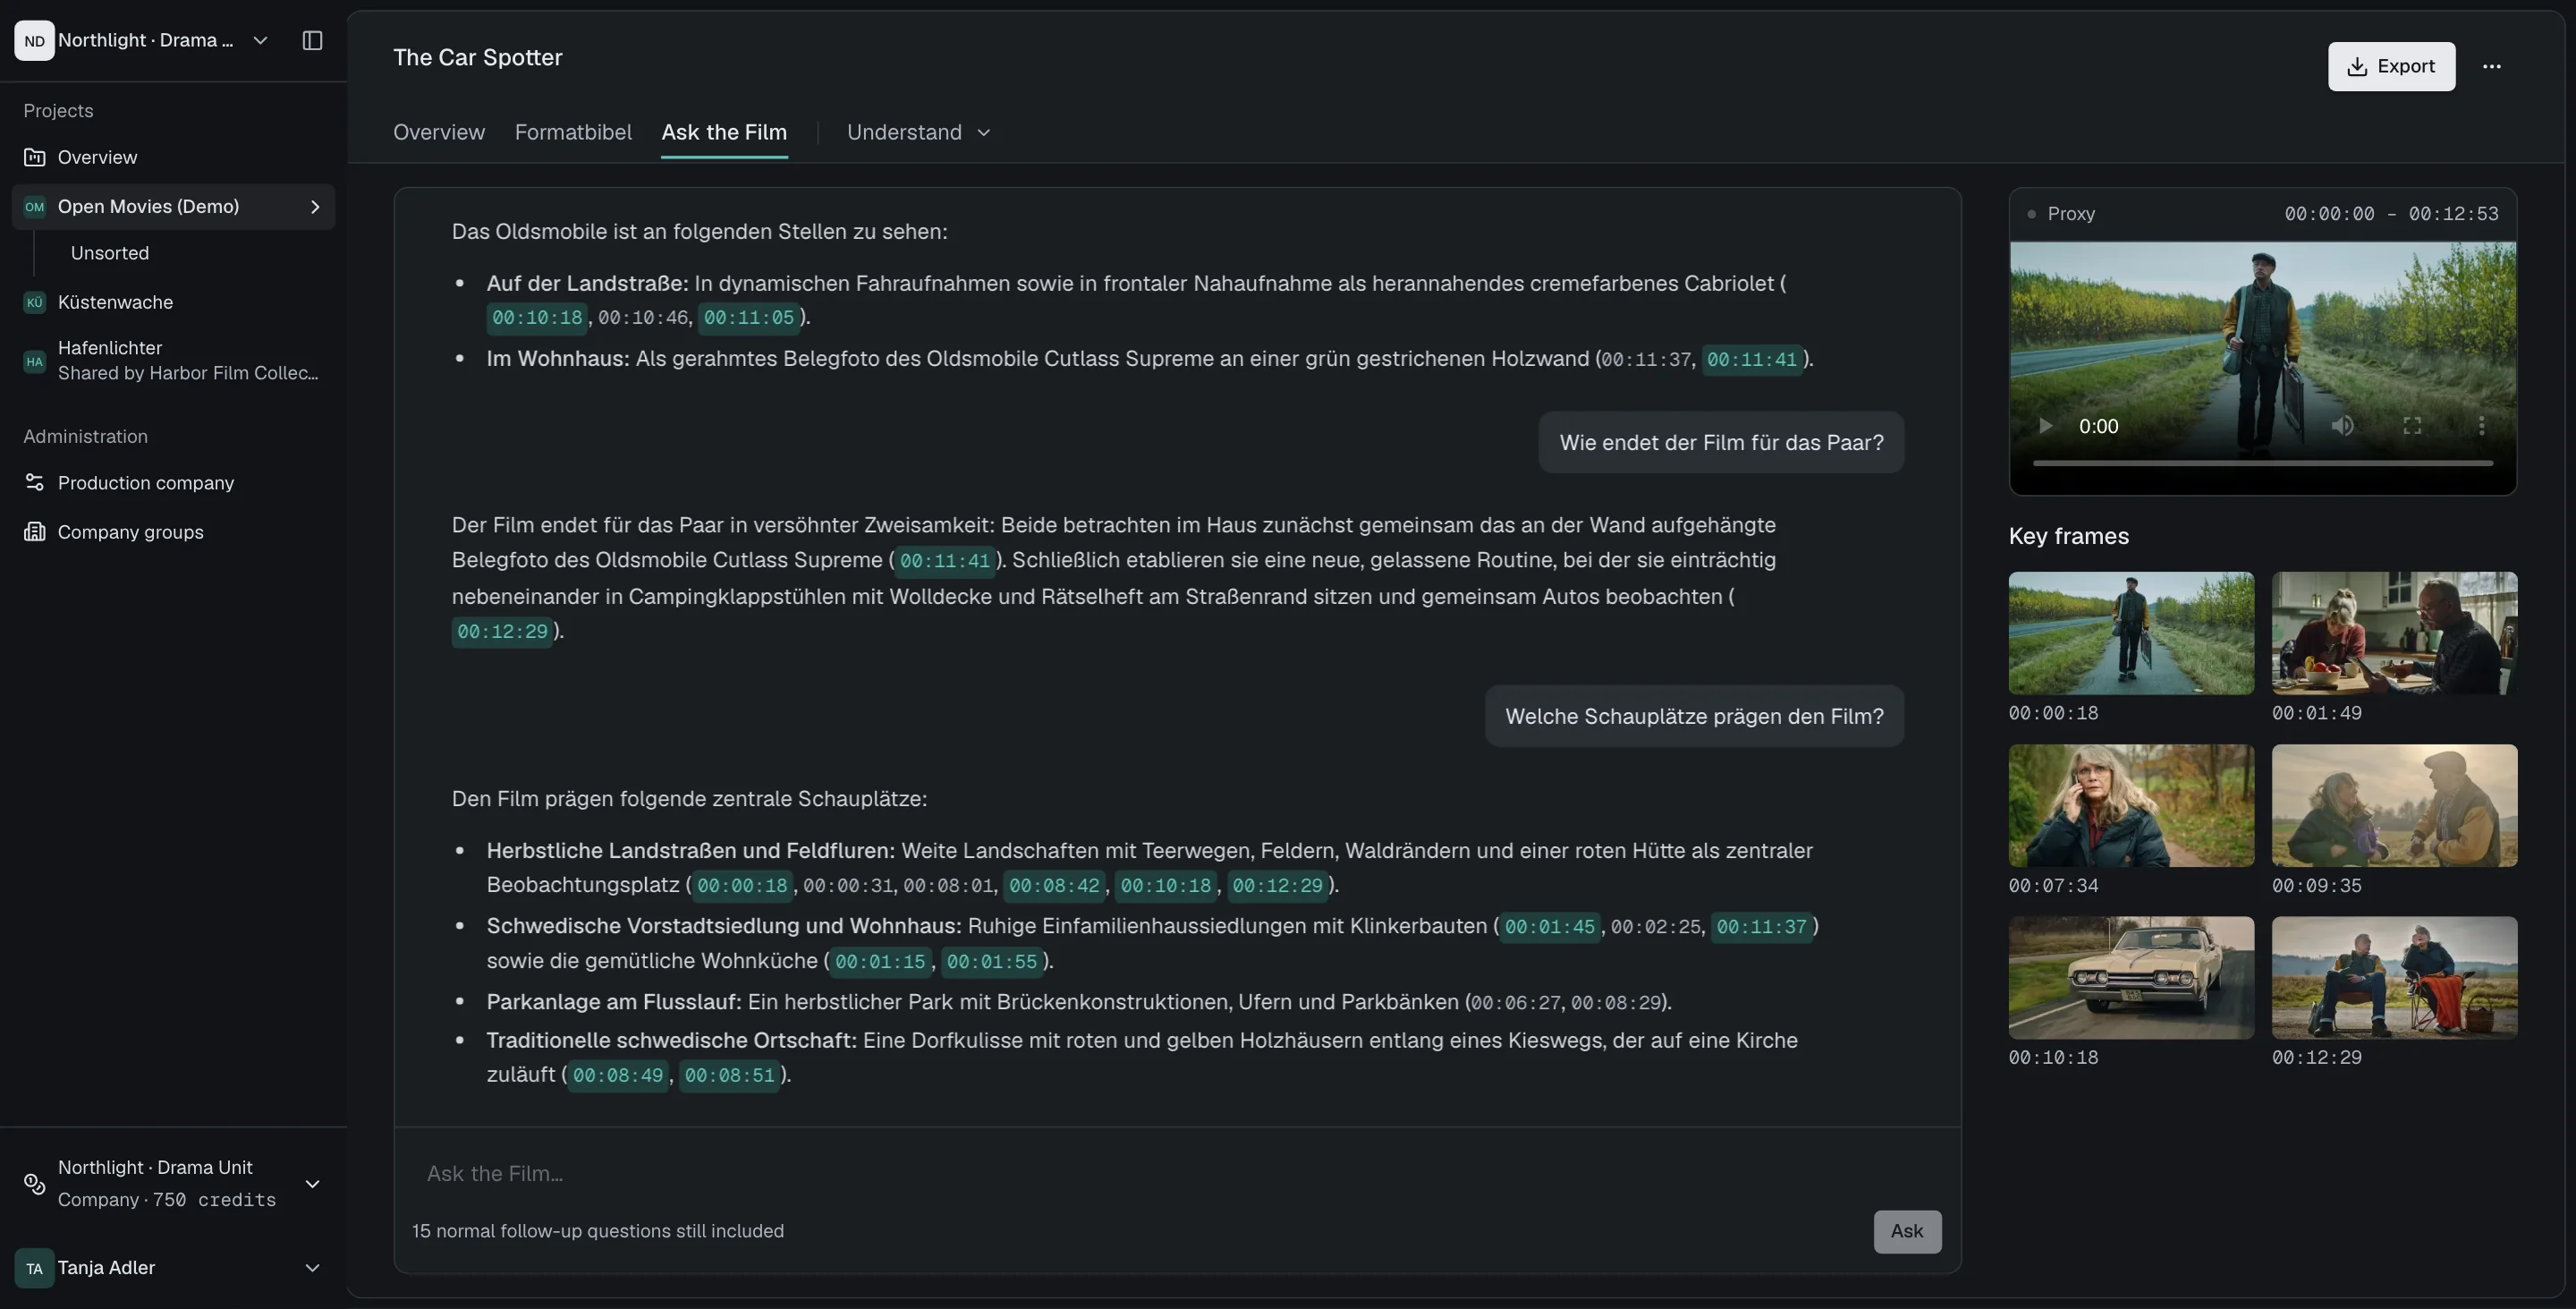 ND Northlight · Drama ...
Projects
Overview
OM Open Movies (Demo)
Unsorted
KÜ Küstenwache
HA Hafenlichter
Shared by Harbor Film Collec...
Administration
Production company
Company groups
Northlight · Drama Unit
Company · 750 credits
TA Tanja Adler
The Car Spotter
Export
Overview Formatbibel Ask the Film Understand
Das Oldsmobile ist an folgenden Stellen zu sehen:
• Auf der Landstraße: In dynamischen Fahraufnahmen sowie in frontaler Nahaufnahme als herannahendes cremefarbenes Cabriolet (
00:10:18, 00:10:46, 00:11:05).
• Im Wohnhaus: Als gerahmtes Belegfoto des Oldsmobile Cutlass Supreme an einer grün gestrichenen Holzwand (00:11:37, 00:11:41).
Wie endet der Film für das Paar?
Der Film endet für das Paar in versöhnter Zweisamkeit: Beide betrachten im Haus zunächst gemeinsam das an der Wand aufgehängte
Belegfoto des Oldsmobile Cutlass Supreme (00:11:41). Schließlich etablieren sie eine neue, gelassene Routine, bei der sie einträchtig
nebeneinander in Campingklappstühlen mit Wolldecke und Rätselheft am Straßenrand sitzen und gemeinsam Autos beobachten (
00:12:29).
Welche Schauplätze prägen den Film?
Den Film prägen folgende zentrale Schauplätze:
• Herbstliche Landstraßen und Feldfluren: Weite Landschaften mit Teerwegen, Feldern, Waldrändern und einer roten Hütte als zentraler
Beobachtungsplatz (00:00:18, 00:00:31, 00:08:01, 00:08:42, 00:10:18, 00:12:29).
• Schwedische Vorstadtsiedlung und Wohnhaus: Ruhige Einfamilienhaussiedlungen mit Klinkerbauten (00:01:45, 00:02:25, 00:11:37)
sowie die gemütliche Wohnküche (00:01:15, 00:01:55).
• Parkanlage am Flusslauf: Ein herbstlicher Park mit Brückenkonstruktionen, Ufern und Parkbänken (00:06:27, 00:08:29).
• Traditionelle schwedische Ortschaft: Eine Dorfkulisse mit roten und gelben Holzhäusern entlang eines Kieswegs, der auf eine Kirche
zuläuft (00:08:49, 00:08:51).
Ask the Film...
15 normal follow-up questions still included
Ask
Proxy 00:00:00 – 00:12:53
0:00
Key frames
00:00:18 00:01:49
00:07:34 00:09:35
00:10:18 00:12:29